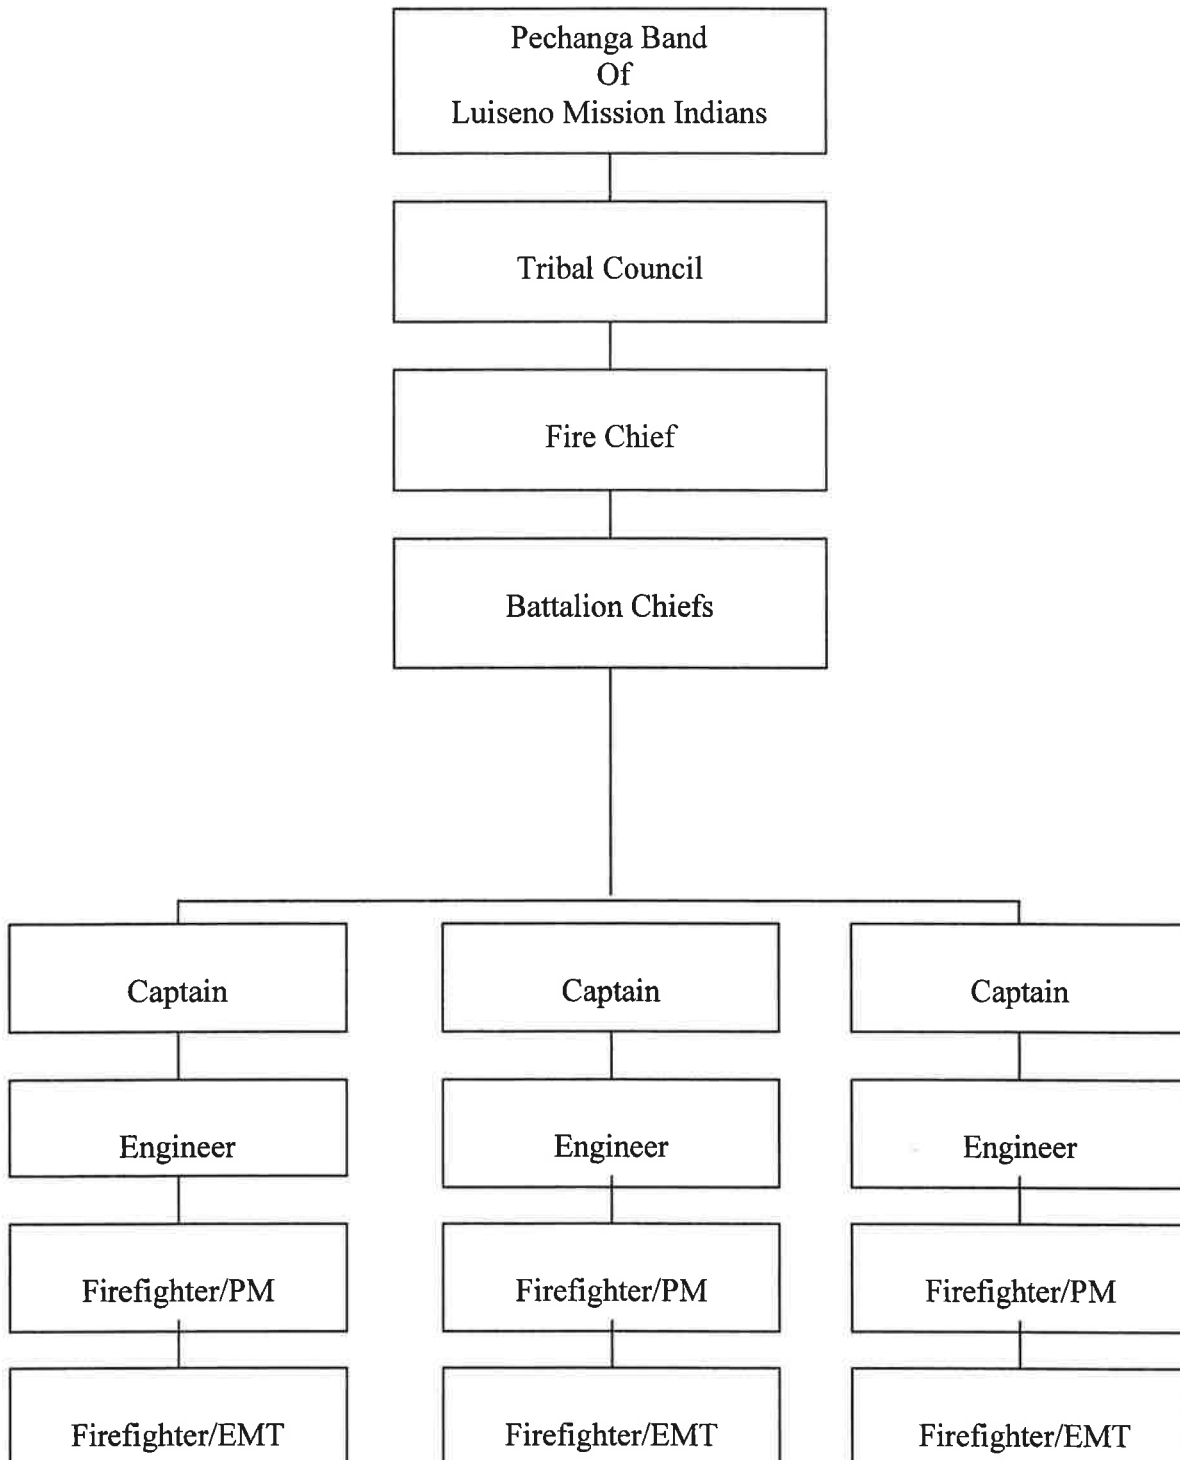 Pechanga Band
Of
Luiseno Mission Indians
Tribal Council
Fire Chief
Battalion Chiefs
Captain
Captain
Captain
Engineer
Engineer
Engineer
Firefighter/PM
Firefighter/PM
Firefighter/PM
Firefighter/EMT
Firefighter/EMT
Firefighter/EMT